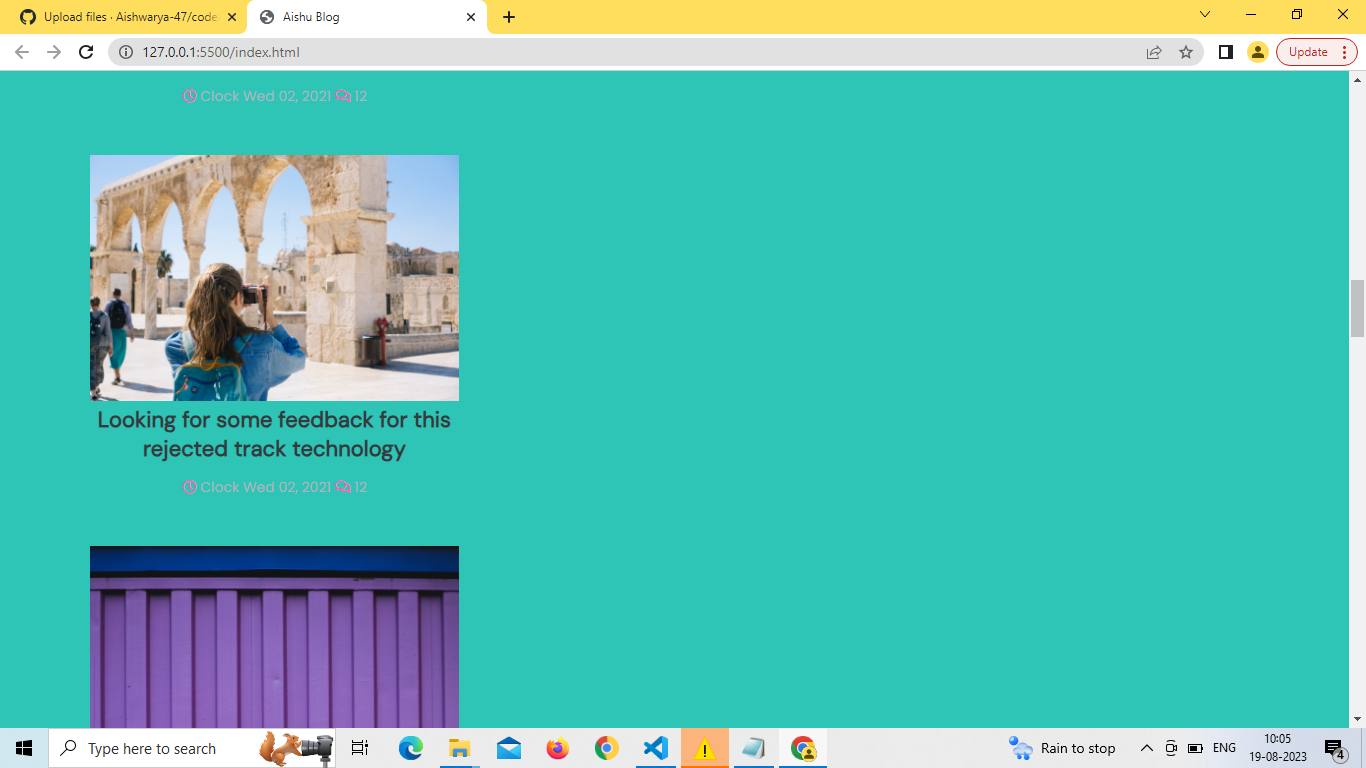 Upload files · Aishwarya-47/code
Aishu Blog
127.0.0.1:5500/index.html
Update
Clock Wed 02, 2021 12
Looking for some feedback for this
rejected track technology
Clock Wed 02, 2021 12
Type here to search
Rain to stop
ENG
10:05
19-08-2023
4